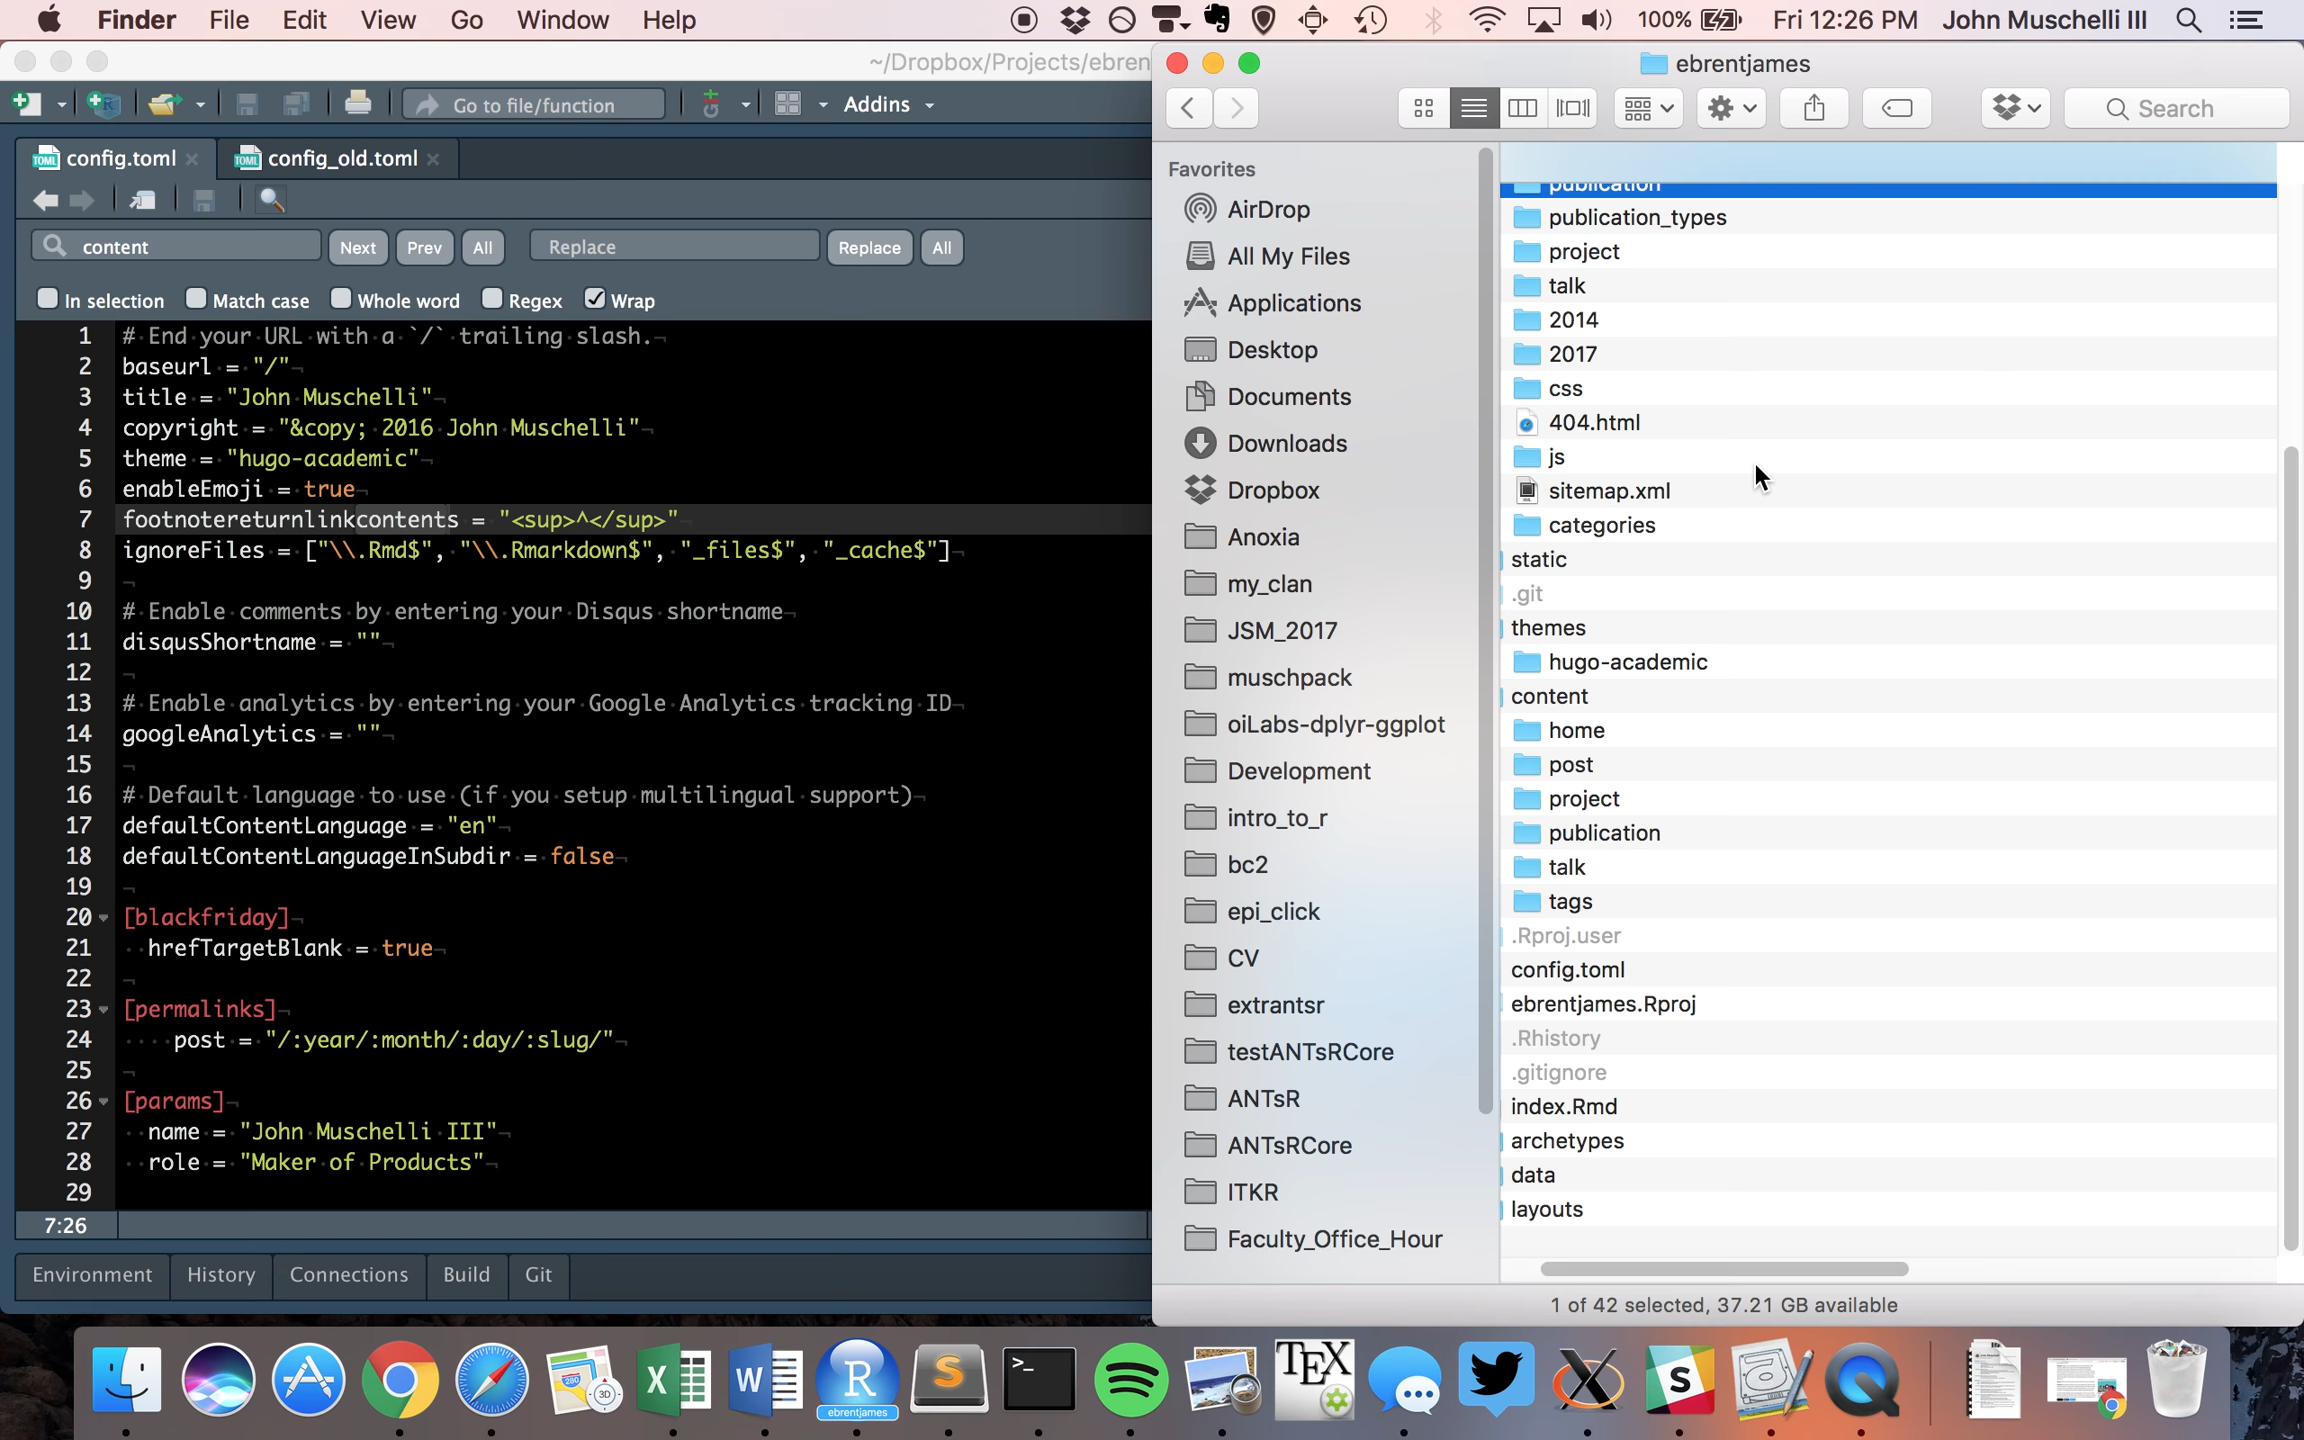 Finder File Edit View Go Window Help 100% Fri 12:26 PM John Muschelli III
~/Dropbox/Projects/ebren
Go to file/function Addins
config.toml config_old.toml
content Next Prev All Replace Replace All
In selection Match case Whole word Regex Wrap
1 # End your URL with a `/` trailing slash.
2 baseurl = "/"
3 title = "John Muschelli"
4 copyright = "&copy; 2016 John Muschelli"
5 theme = "hugo-academic"
6 enableEmoji = true
7 footnotereturnlinkcontents = "<sup>^</sup>"
8 ignoreFiles = ["\\.Rmd$", "\\.Rmarkdown$", "_files$", "_cache$"]
9
10 # Enable comments by entering your Disqus shortname
11 disqusShortname = ""
12
13 # Enable analytics by entering your Google Analytics tracking ID
14 googleAnalytics = ""
15
16 # Default language to use (if you setup multilingual support)
17 defaultContentLanguage = "en"
18 defaultContentLanguageInSubdir = false
19
20 [blackfriday]
21 hrefTargetBlank = true
22
23 [permalinks]
24 post = "/:year/:month/:day/:slug/"
25
26 [params]
27 name = "John Muschelli III"
28 role = "Maker of Products"
29
7:26
Environment History Connections Build Git
ebrentjames
Search
Favorites
AirDrop
All My Files
Applications
Desktop
Documents
Downloads
Dropbox
Anoxia
my_clan
JSM_2017
muschpack
oiLabs-dplyr-ggplot
Development
intro_to_r
bc2
epi_click
CV
extrantsr
testANTsRCore
ANTsR
ANTsRCore
ITKR
Faculty_Office_Hour
publication
publication_types
project
talk
2014
2017
css
404.html
js
sitemap.xml
categories
static
.git
themes
hugo-academic
content
home
post
project
publication
talk
tags
.Rproj.user
config.toml
ebrentjames.Rproj
.Rhistory
.gitignore
index.Rmd
archetypes
data
layouts
1 of 42 selected, 37.21 GB available
280 3D X W R S >_ TEX S
ebrentjames